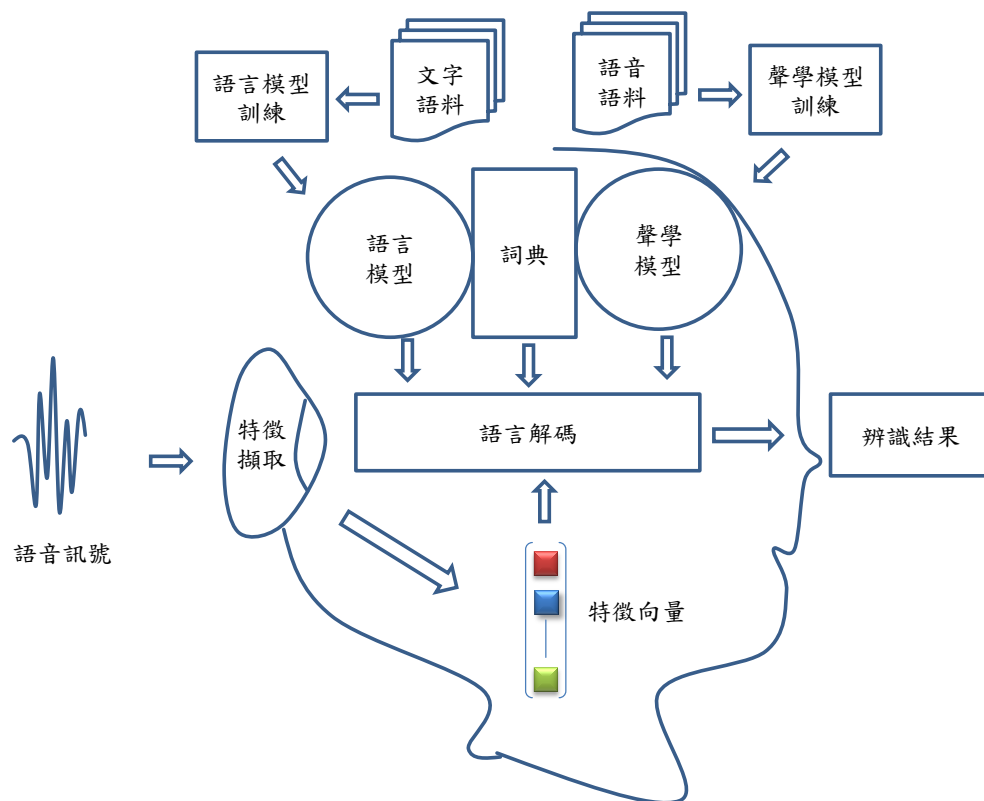 語言模型
訓練
文字
語料
語音
語料
聲學模型
訓練
語言
模型
詞典
聲學
模型
特徵
擷取
語言解碼
辨識結果
語音訊號
特徵向量